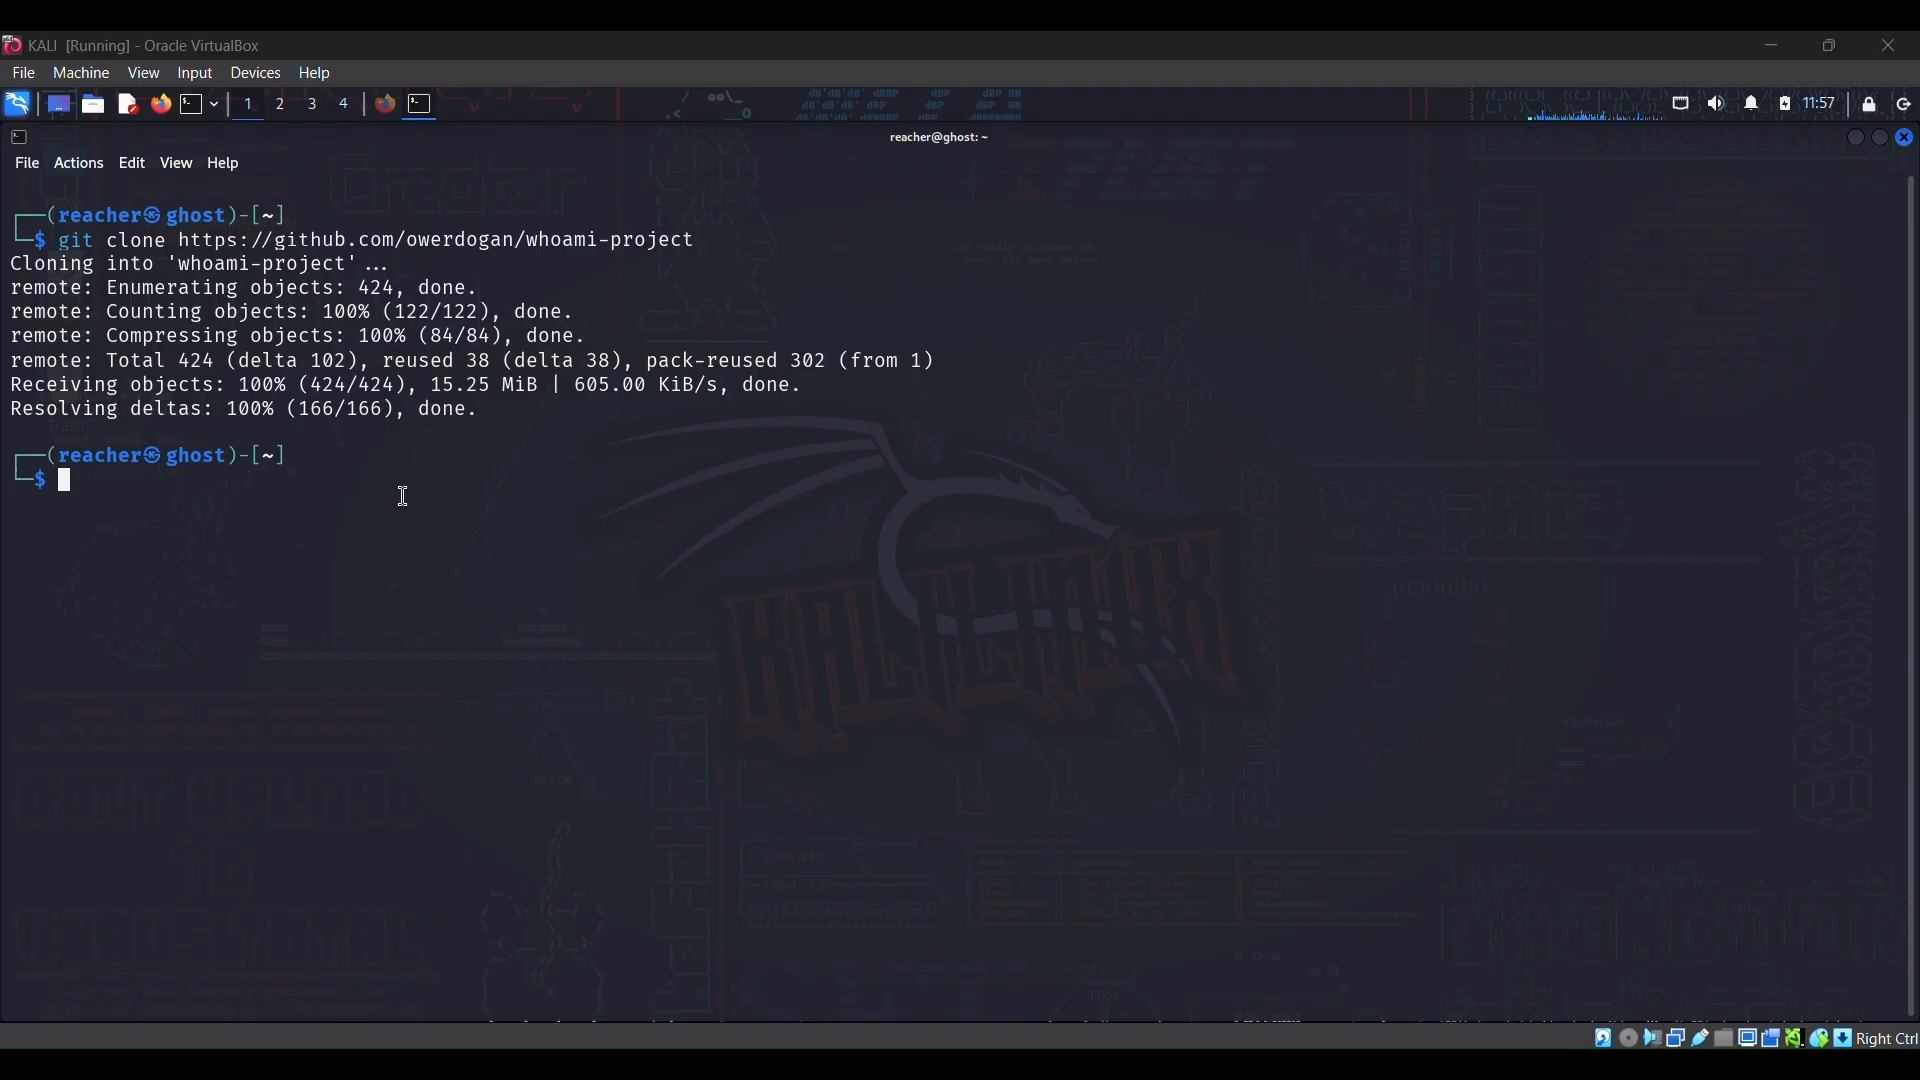 KALI [Running] - Oracle VirtualBox
File Machine View Input Devices Help
1 2 3 4 11:57
reacher@ghost: ~
File Actions Edit View Help
┌──(reacher㉿ghost)-[~]
└─$ git clone https://github.com/owerdogan/whoami-project
Cloning into 'whoami-project'...
remote: Enumerating objects: 424, done.
remote: Counting objects: 100% (122/122), done.
remote: Compressing objects: 100% (84/84), done.
remote: Total 424 (delta 102), reused 38 (delta 38), pack-reused 302 (from 1)
Receiving objects: 100% (424/424), 15.25 MiB | 605.00 KiB/s, done.
Resolving deltas: 100% (166/166), done.
┌──(reacher㉿ghost)-[~]
└─$
KALI LINUX
Right Ctrl